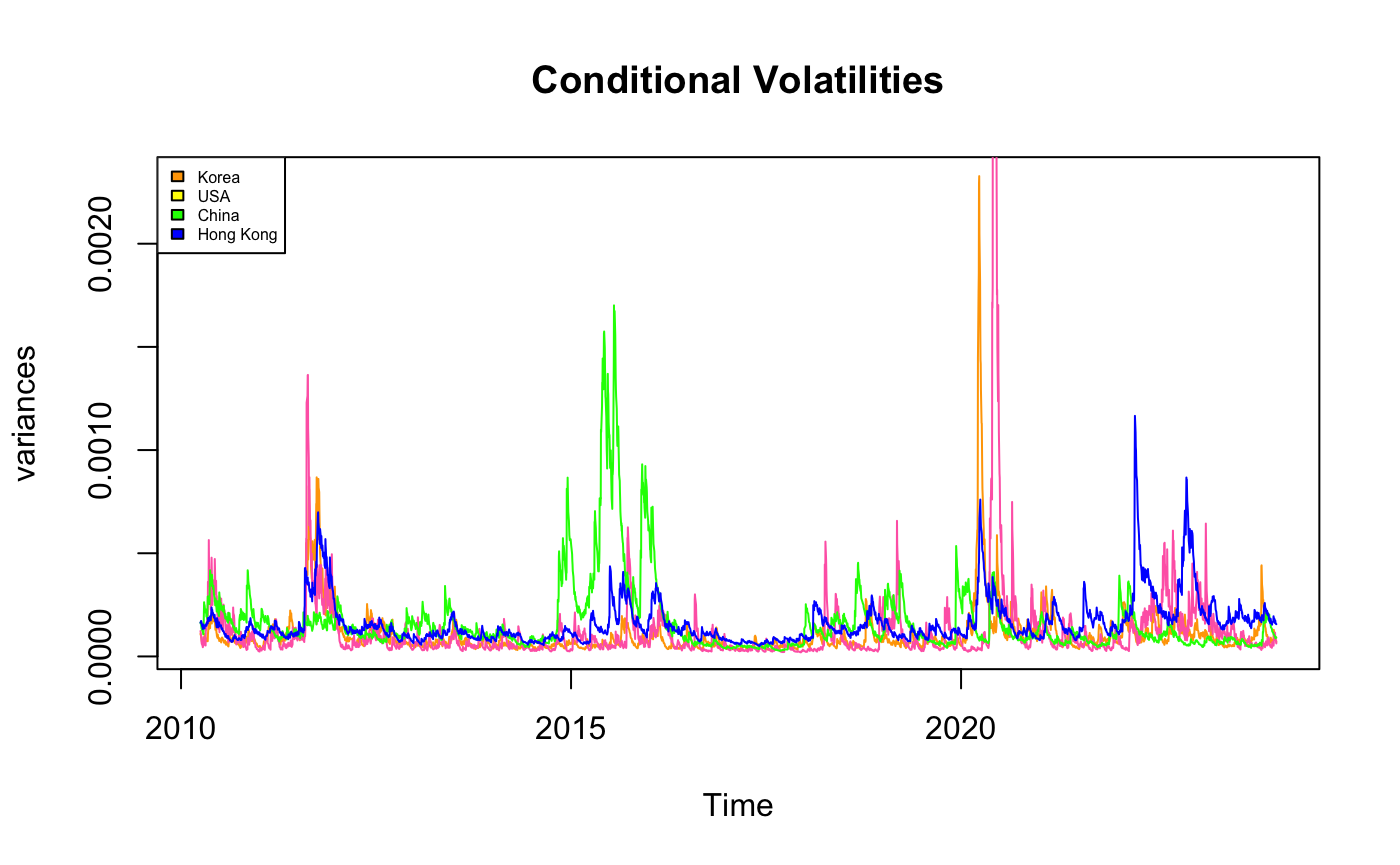 Conditional Volatilities
Korea
USA
China
Hong Kong
variances
0.0020
0.0010
0.0000
2010
2015
2020
Time